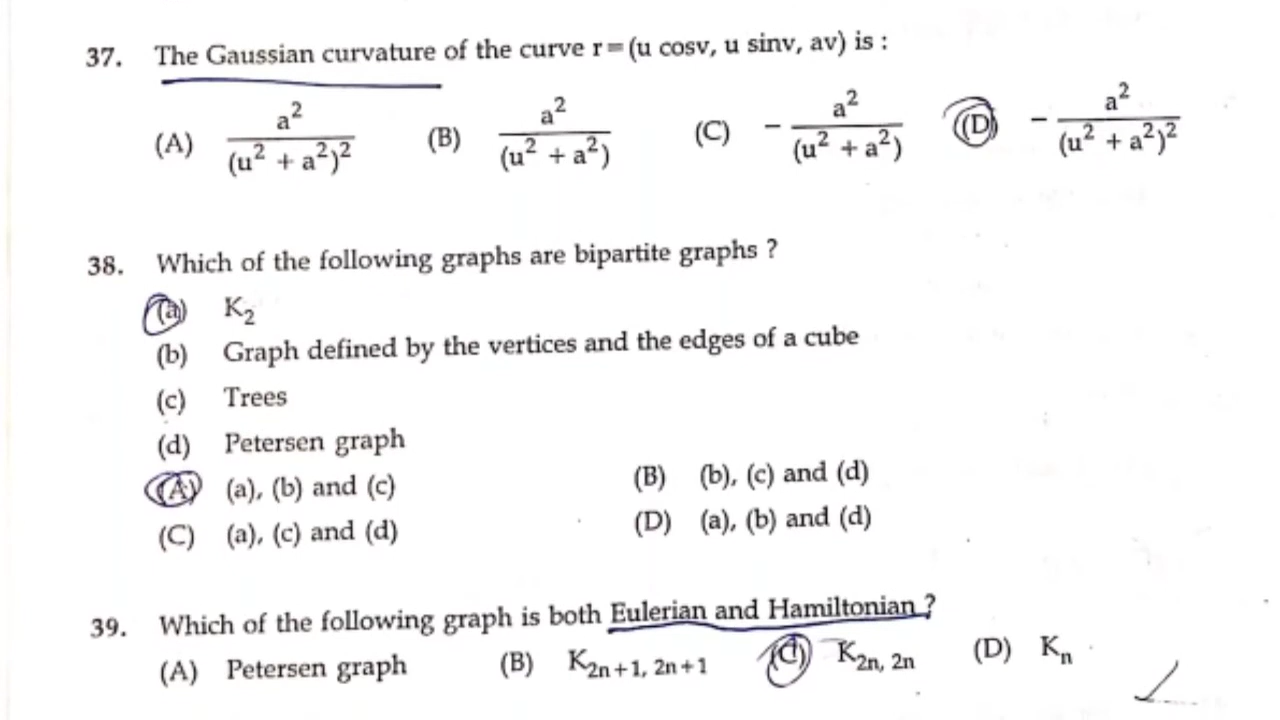 37. The Gaussian curvature of the curve r = (u cosv, u sinv, av) is :
(A) a²/(u² + a²)² (B) a²/(u² + a²) (C) − a²/(u² + a²) (D) − a²/(u² + a²)²
38. Which of the following graphs are bipartite graphs ?
(a) K₂
(b) Graph defined by the vertices and the edges of a cube
(c) Trees
(d) Petersen graph
(A) (a), (b) and (c) (B) (b), (c) and (d)
(C) (a), (c) and (d) (D) (a), (b) and (d)
39. Which of the following graph is both Eulerian and Hamiltonian ?
(A) Petersen graph (B) K₂ₙ₊₁, ₂ₙ₊₁ (C) K₂ₙ, ₂ₙ (D) Kₙ